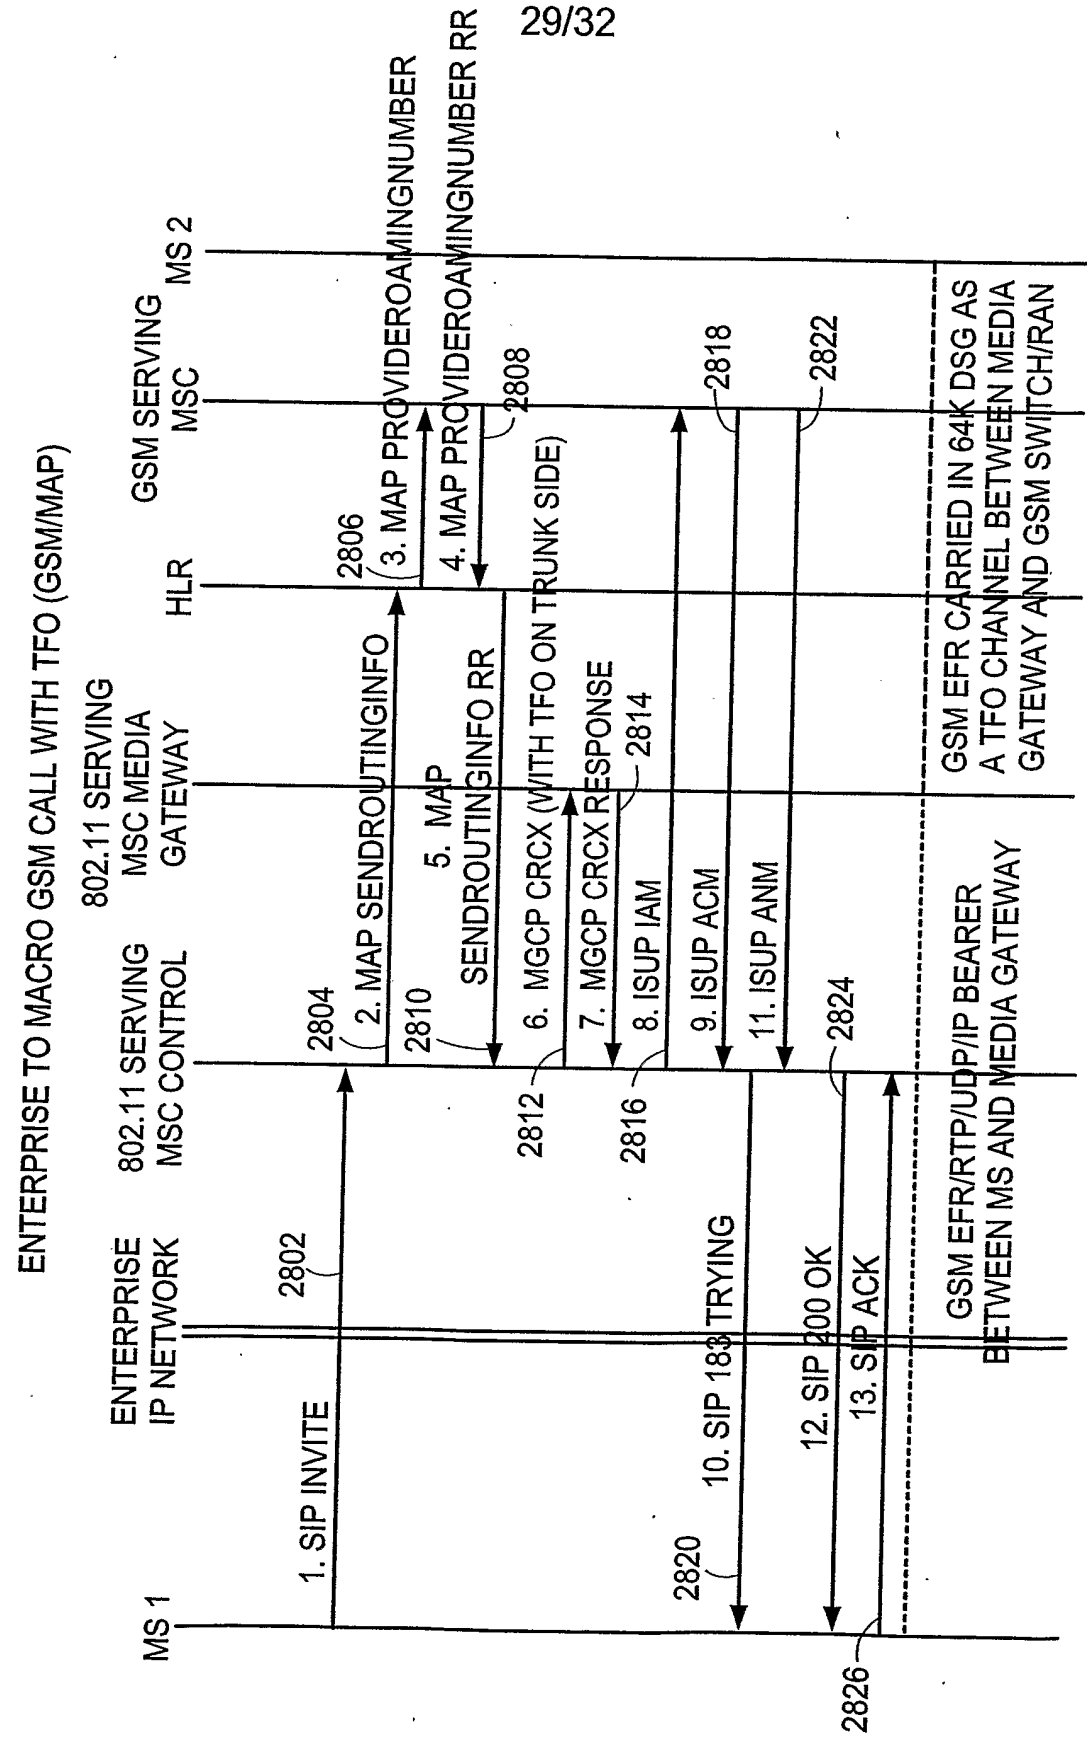 29/32
ENTERPRISE TO MACRO GSM CALL WITH TFO (GSM/MAP)
MS 1
ENTERPRISE
IP NETWORK
802.11 SERVING
MSC CONTROL
802.11 SERVING
MSC MEDIA
GATEWAY
HLR
GSM SERVING
MSC
MS 2
1. SIP INVITE
2802
2804
2. MAP SENDROUTINGINFO
2806
3. MAP PROVIDEROAMINGNUMBER
4. MAP PROVIDEROAMINGNUMBER RR
2808
2810
5. MAP
SENDROUTINGINFO RR
2812
6. MGCP CRCX (WITH TFO ON TRUNK SIDE)
7. MGCP CRCX RESPONSE
2814
2816
8. ISUP IAM
9. ISUP ACM
2818
2820
10. SIP 183 TRYING
11. ISUP ANM
2822
12. SIP 200 OK
2824
13. SIP ACK
2826
GSM EFR/RTP/UDP/IP BEARER
BETWEEN MS AND MEDIA GATEWAY
GSM EFR CARRIED IN 64K DSG AS
A TFO CHANNEL BETWEEN MEDIA
GATEWAY AND GSM SWITCH/RAN